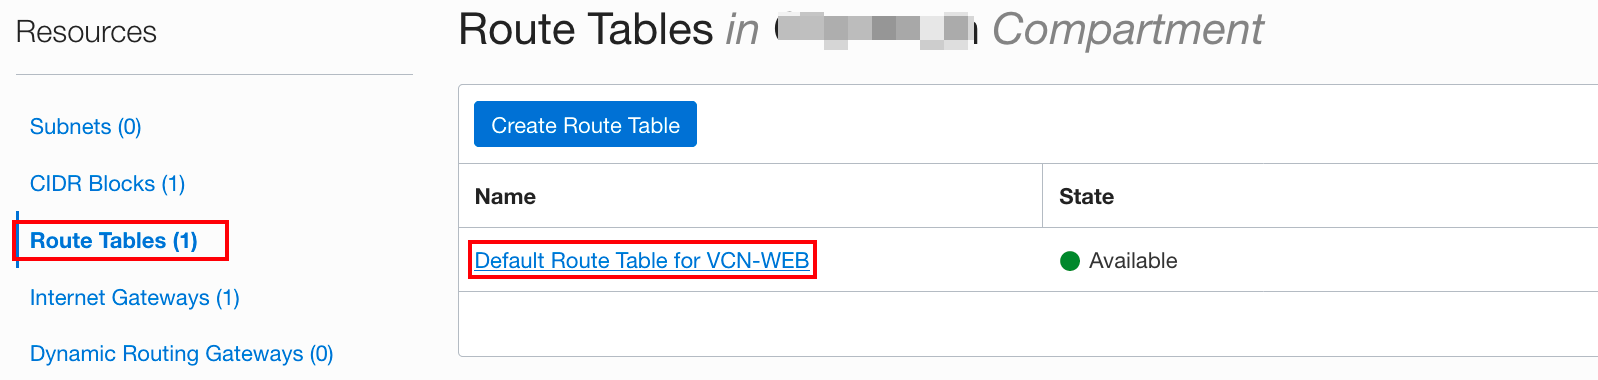 Resources
Subnets (0)
CIDR Blocks (1)
Route Tables (1)
Internet Gateways (1)
Dynamic Routing Gateways (0)
Route Tables in Compartment
Create Route Table
Name State
Default Route Table for VCN-WEB Available